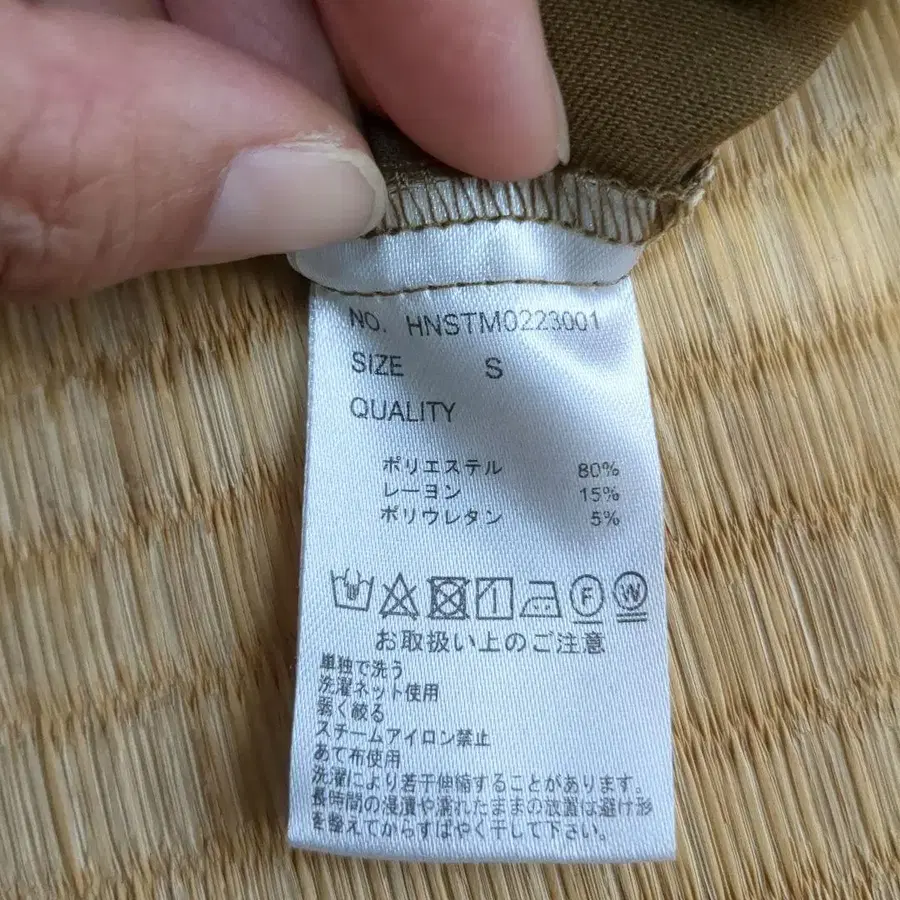 NO. HNSTM0223001
SIZE S
QUALITY
ポリエステル 80%
レーヨン 15%
ポリウレタン 5%
F W
お取扱い上のご注意
単独で洗う
洗濯ネット使用
弱く絞る
スチームアイロン禁止
あて布使用
洗濯により若干伸縮することがあります。
長時間の浸漬や濡れたままの放置は避け形
を整えてからすばやく干して下さい。